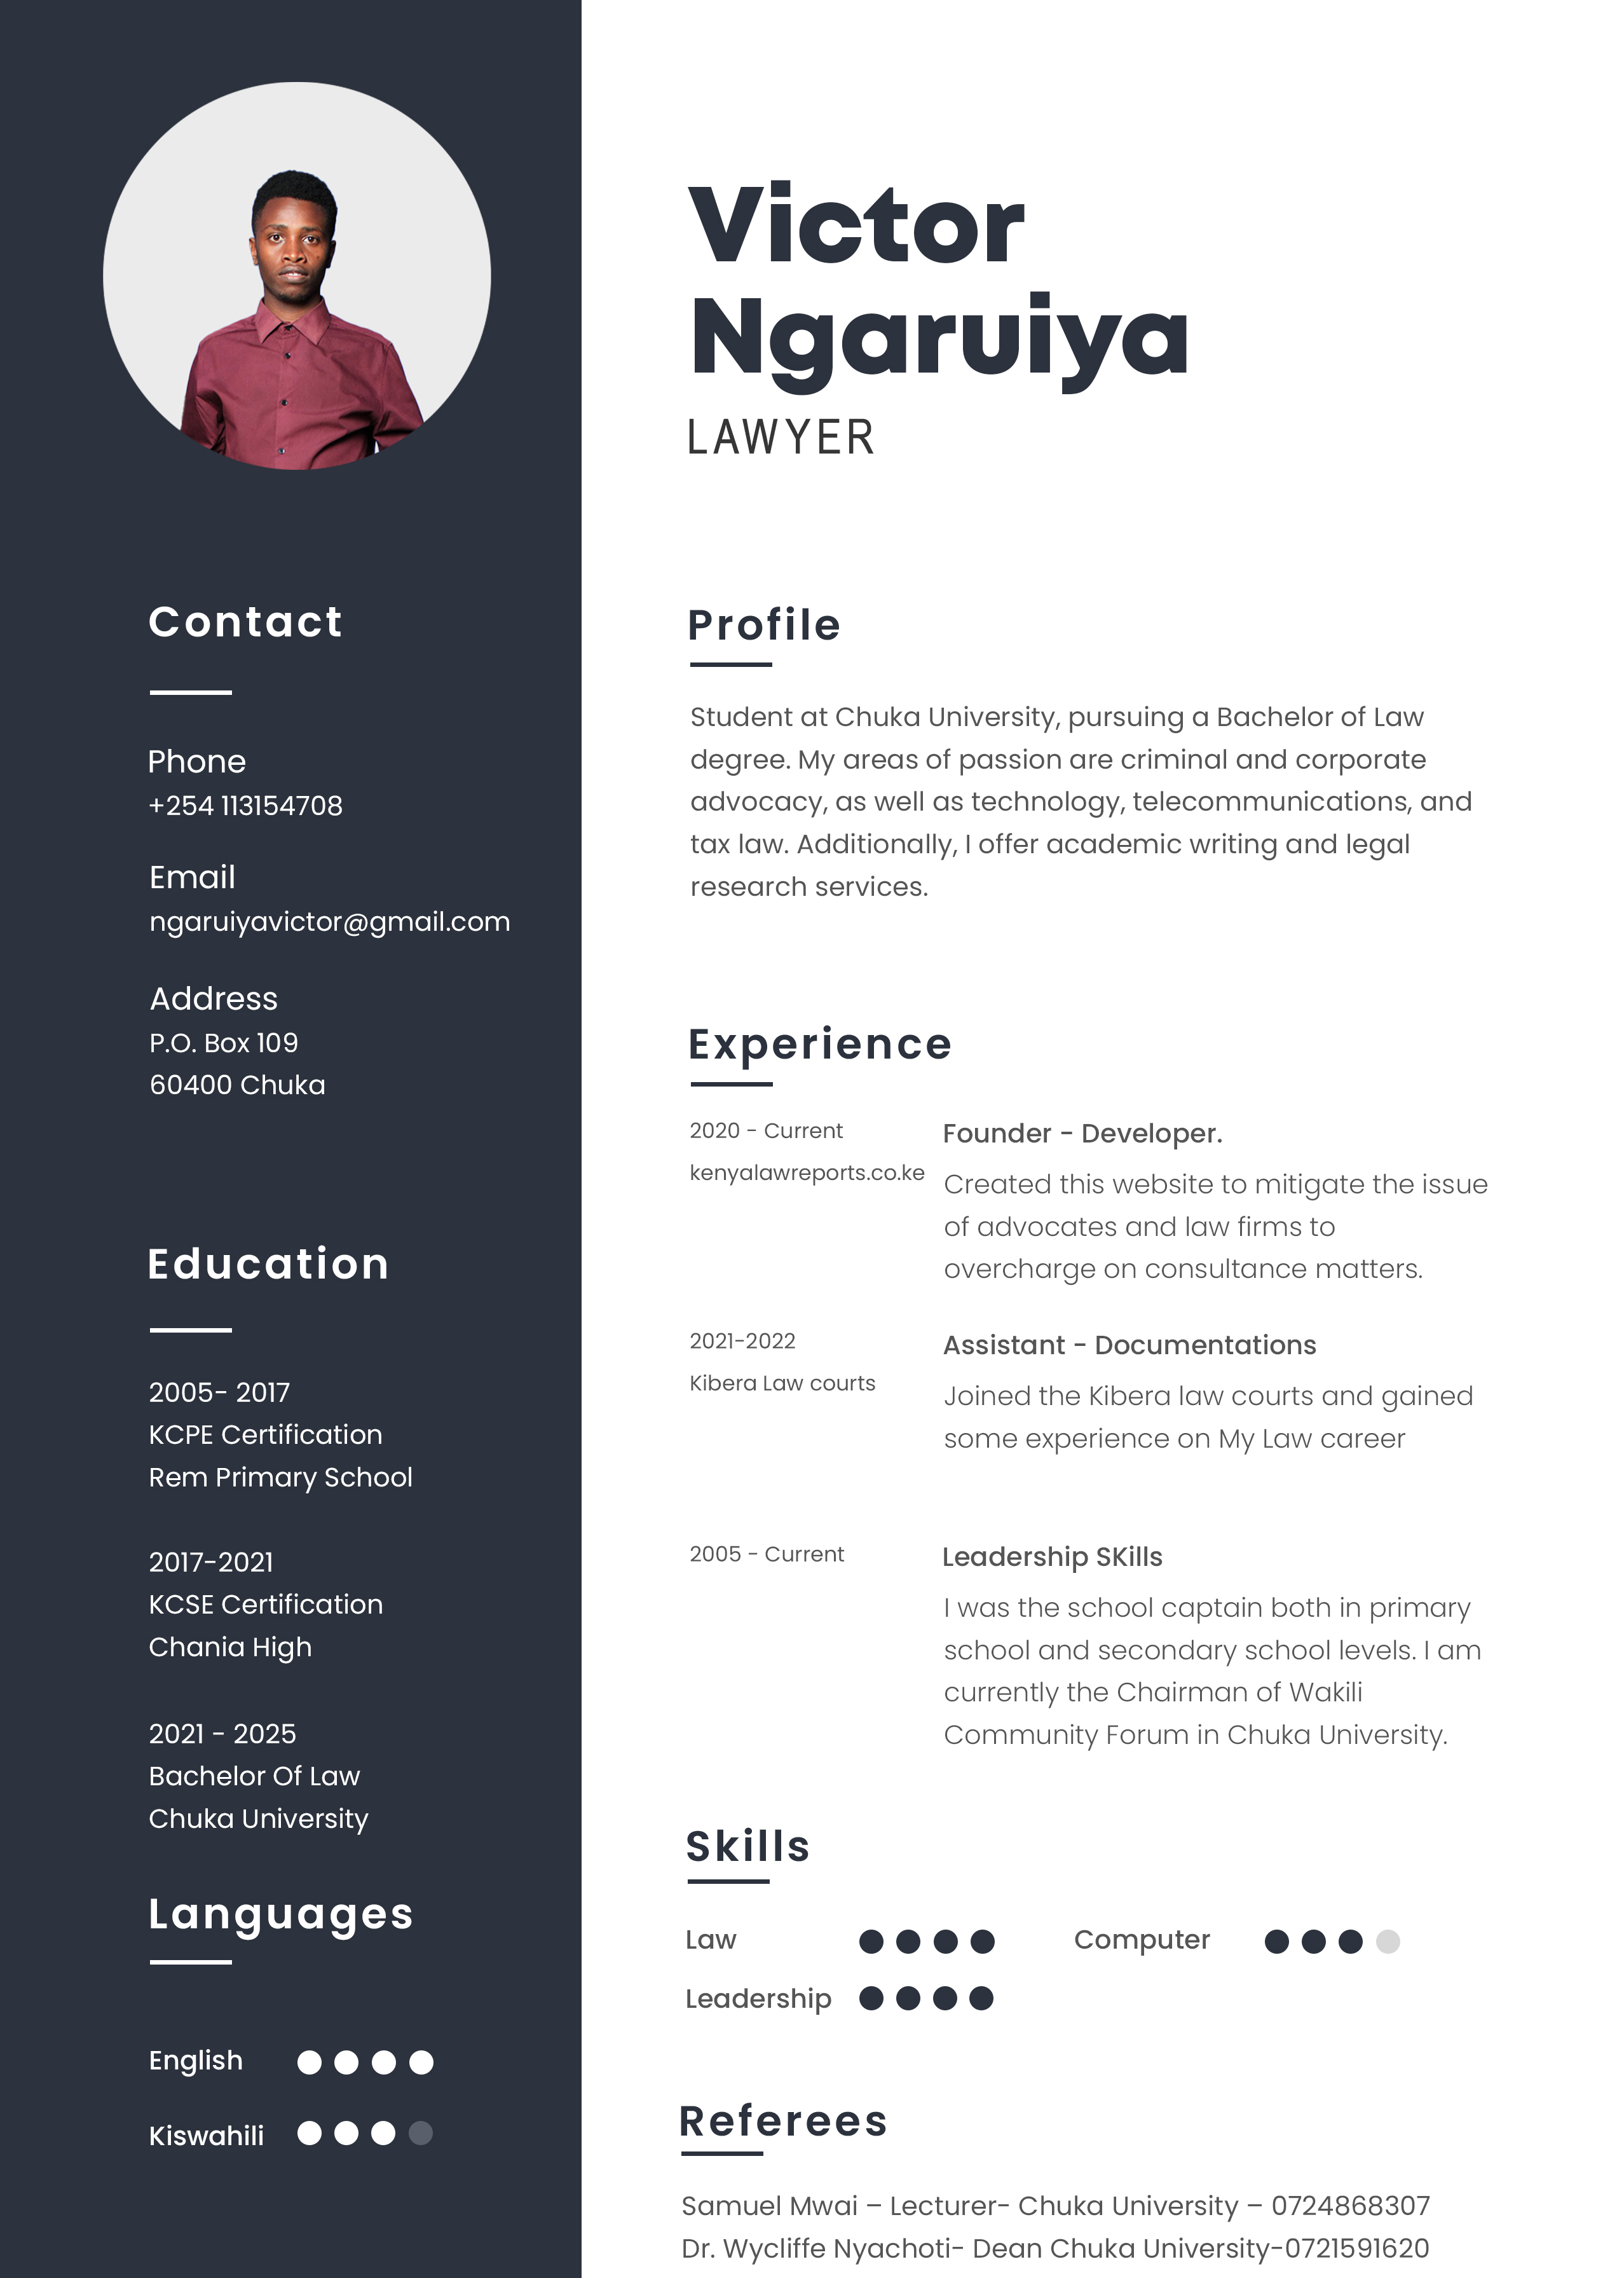 Victor
Ngaruiya
LAWYER
Contact
Phone
+254 113154708
Email
ngaruiyavictor@gmail.com
Address
P.O. Box 109
60400 Chuka
Education
2005- 2017
KCPE Certification
Rem Primary School
2017-2021
KCSE Certification
Chania High
2021 - 2025
Bachelor Of Law
Chuka University
Languages
English
Kiswahili
Profile
Student at Chuka University, pursuing a Bachelor of Law
degree. My areas of passion are criminal and corporate
advocacy, as well as technology, telecommunications, and
tax law. Additionally, I offer academic writing and legal
research services.
Experience
2020 - Current
kenyalawreports.co.ke
Founder - Developer.
Created this website to mitigate the issue
of advocates and law firms to
overcharge on consultance matters.
2021-2022
Kibera Law courts
Assistant - Documentations
Joined the Kibera law courts and gained
some experience on My Law career
2005 - Current
Leadership SKills
I was the school captain both in primary
school and secondary school levels. I am
currently the Chairman of Wakili
Community Forum in Chuka University.
Skills
Law
Computer
Leadership
Referees
Samuel Mwai – Lecturer- Chuka University – 0724868307
Dr. Wycliffe Nyachoti- Dean Chuka University-0721591620